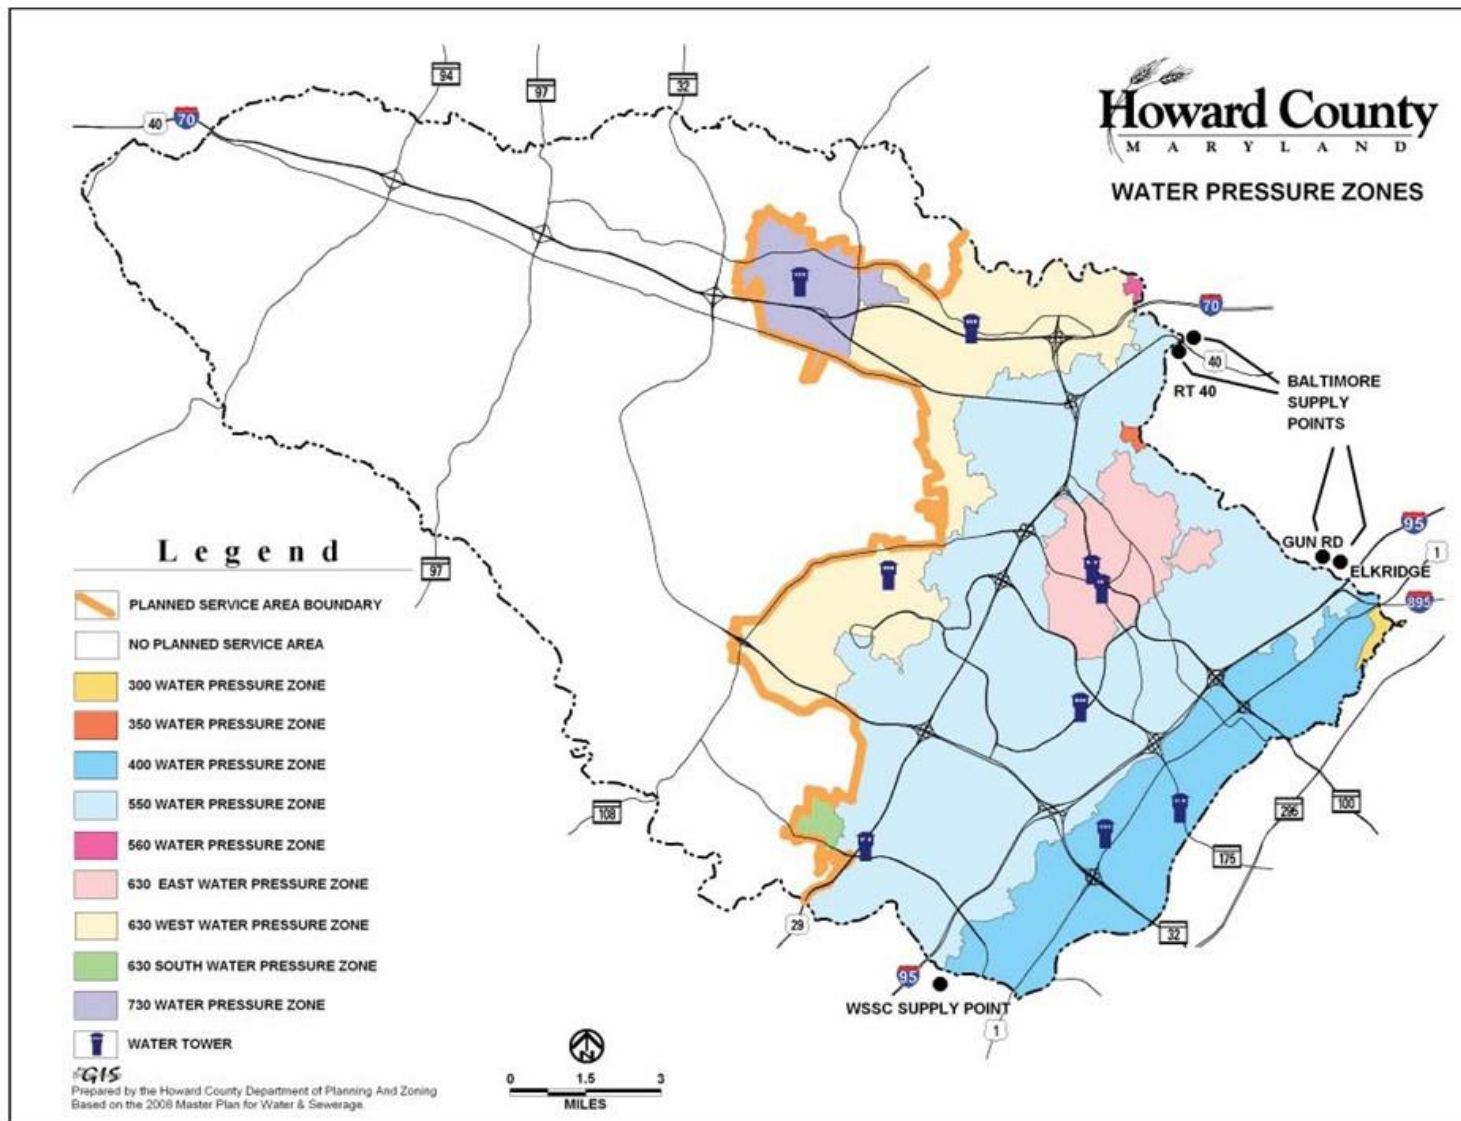 Howard County
MARYLAND
WATER PRESSURE ZONES
94
97
32
40
70
70
40
RT 40
BALTIMORE
SUPPLY
POINTS
95
1
GUN RD
ELKRIDGE
895
97
Legend
PLANNED SERVICE AREA BOUNDARY
NO PLANNED SERVICE AREA
300 WATER PRESSURE ZONE
350 WATER PRESSURE ZONE
400 WATER PRESSURE ZONE
550 WATER PRESSURE ZONE
560 WATER PRESSURE ZONE
630 EAST WATER PRESSURE ZONE
630 WEST WATER PRESSURE ZONE
630 SOUTH WATER PRESSURE ZONE
730 WATER PRESSURE ZONE
WATER TOWER
108
100
295
175
29
32
95
WSSC SUPPLY POINT
1
GIS
Prepared by the Howard County Department of Planning And Zoning
Based on the 2008 Master Plan for Water & Sewerage.
N
0 1.5 3
MILES